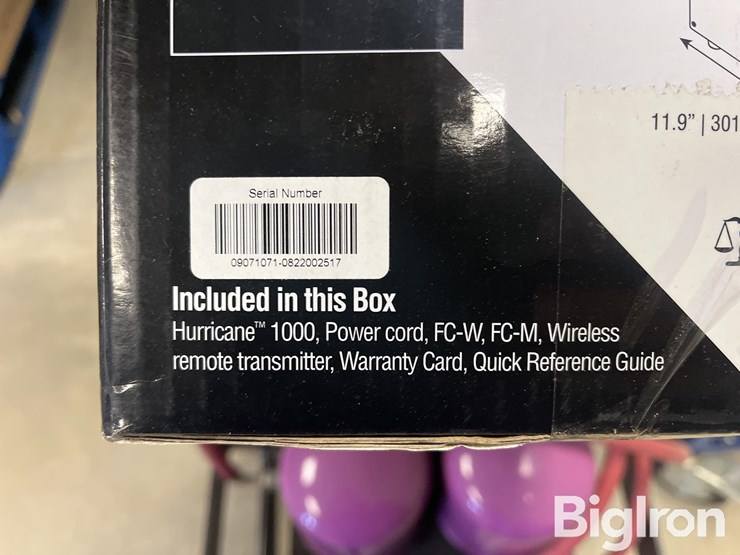 11.9" | 301
Serial Number
09071071-0822002517
Included in this Box
Hurricane™ 1000, Power cord, FC-W, FC-M, Wireless
remote transmitter, Warranty Card, Quick Reference Guide
BigIron